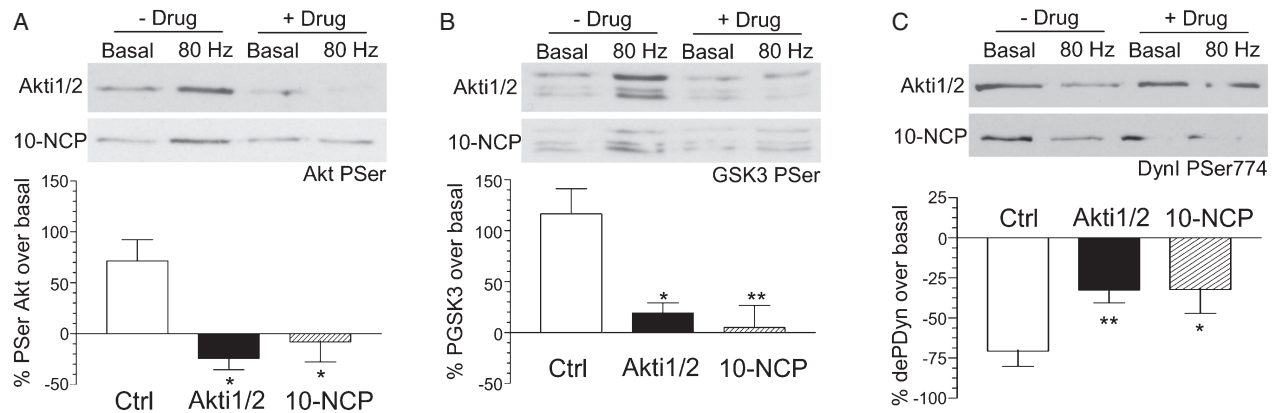 A
- Drug + Drug
Basal 80 Hz Basal 80 Hz
Akti1/2
10-NCP
Akt PSer
% PSer Akt over basal
150
100
50
0
-50
* *
Ctrl Akti1/2 10-NCP
B
- Drug + Drug
Basal 80 Hz Basal 80 Hz
Akti1/2
10-NCP
GSK3 PSer
% PGSK3 over basal
150
100
50
0
-50
* **
Ctrl Akti1/2 10-NCP
C
- Drug + Drug
Basal 80 Hz Basal 80 Hz
Akti1/2
10-NCP
DynI PSer774
% dePDyn over basal
25
0
-25
-50
-75
-100
Ctrl Akti1/2 10-NCP
** *